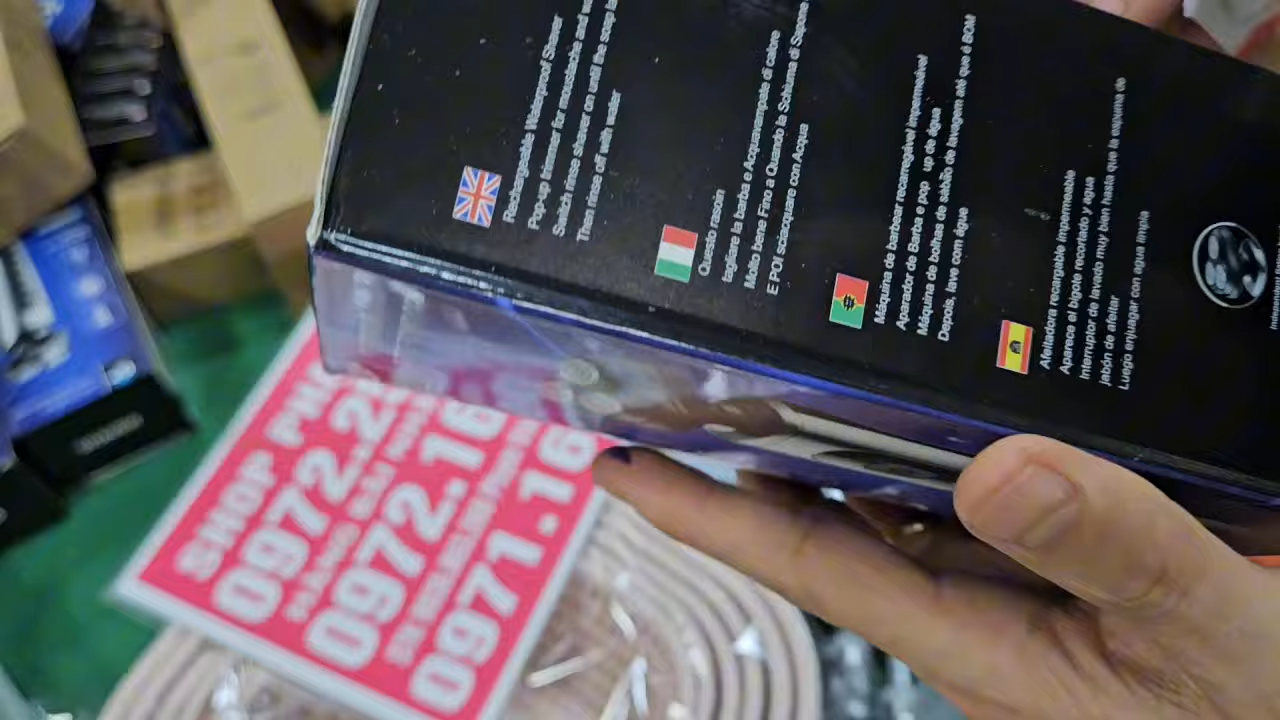 Rechargeable Waterproof Shaver
Pop-up trimmer for moustache and
Switch rinse shaver on until the soap
Then rinse off with water
Questo rasoin
tagliare la barba e Acquavampate di calore
Molto bene Fino a Quando la Schiuma di Sapone
E POI sciacquare con Acqua
Máquina de barbear recarregável impermeável
Aparador de Barba e pop up de água
Máquina de bolhas de sabão de lavagem até que é BOM
Depois, lave com água
Afeitadora recargable impermeable
Aparece el bigote recortado y agua
Interruptor de lavado muy bien hasta que la espuma de
jabón de afeitar
Luego enjuagar con agua limpia
SHOP
0972.2
0972.16
0971.16